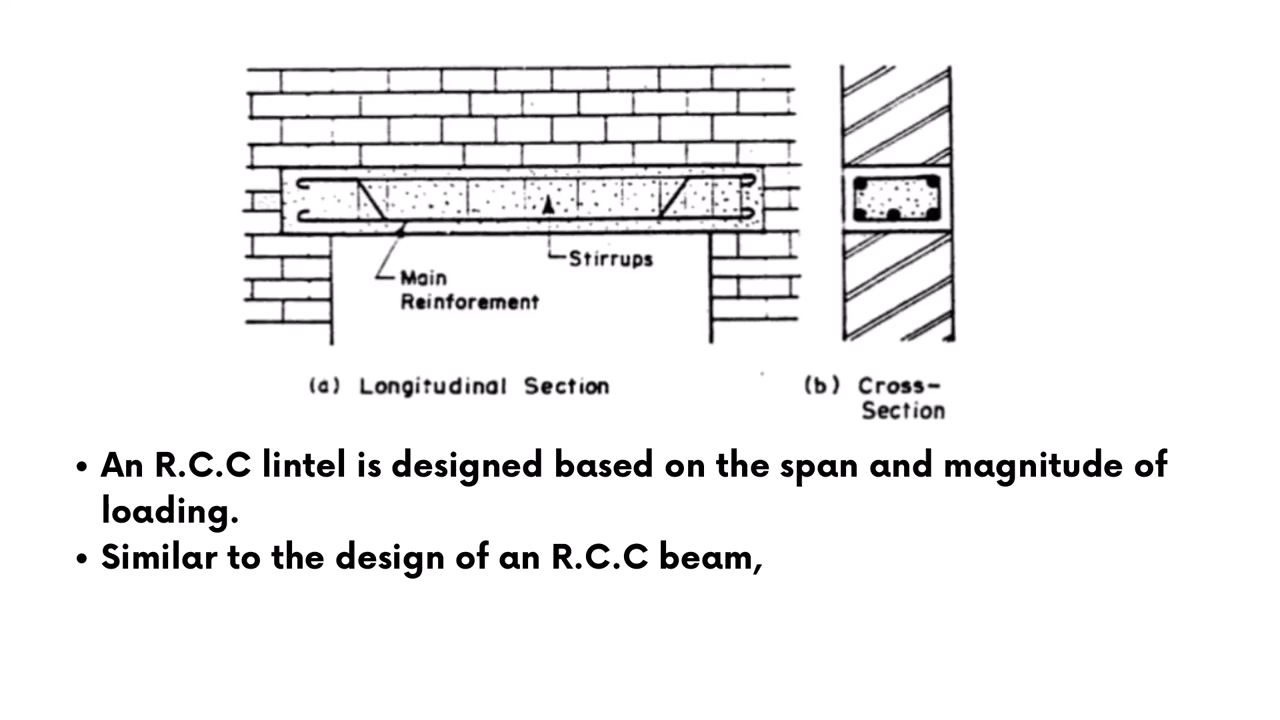 Stirrups
Main
Reinforement
(a) Longitudinal Section
(b) Cross-
Section
• An R.C.C lintel is designed based on the span and magnitude of
loading.
• Similar to the design of an R.C.C beam,